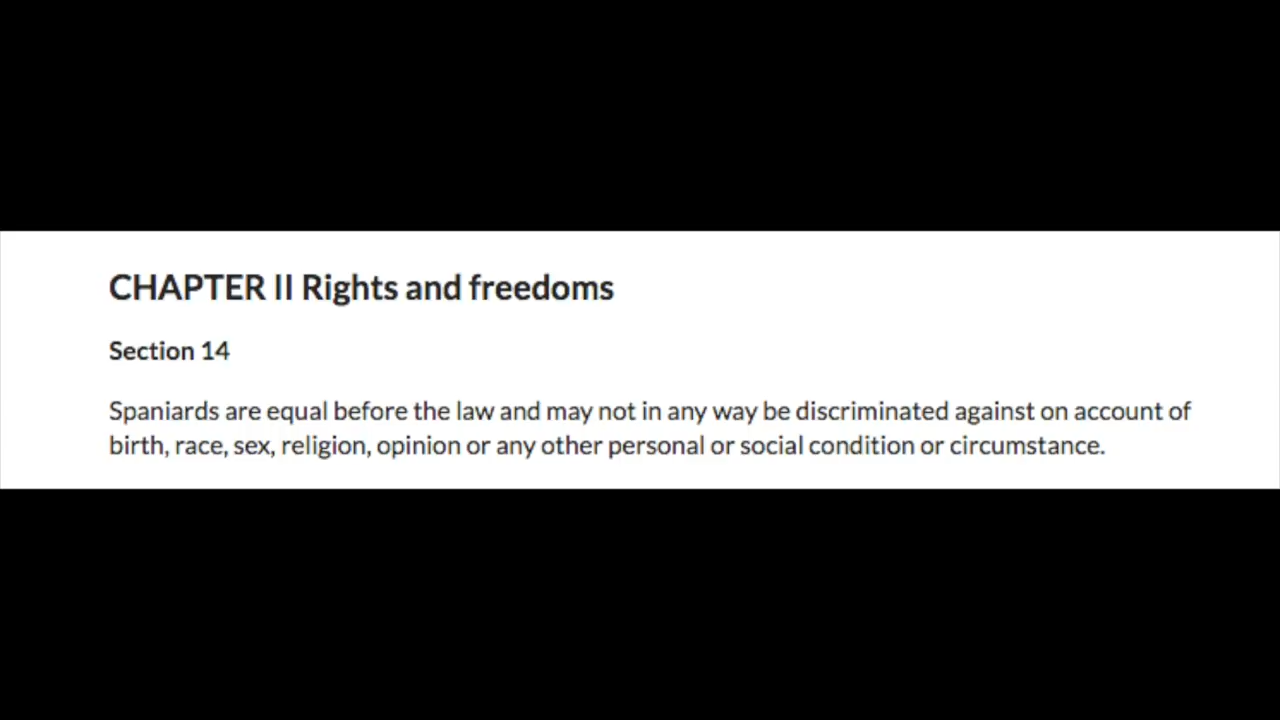 CHAPTER II Rights and freedoms
Section 14
Spaniards are equal before the law and may not in any way be discriminated against on account of
birth, race, sex, religion, opinion or any other personal or social condition or circumstance.